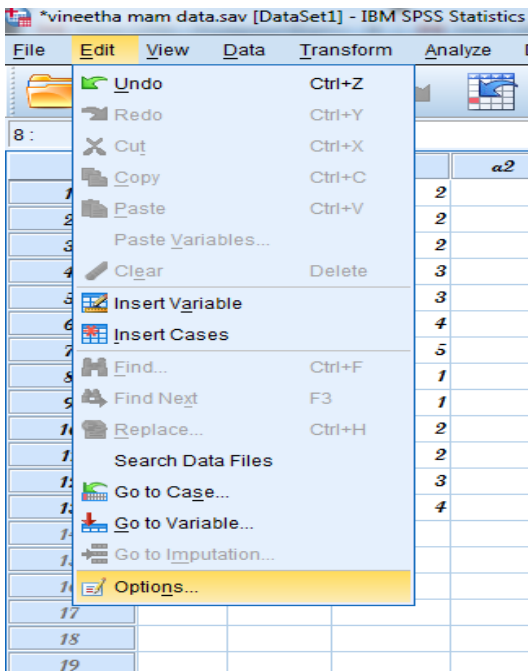 *vineetha mam data.sav [DataSet1] - IBM SPSS Statistics
File Edit View Data Transform Analyze
8 :
Undo Ctrl+Z
Redo Ctrl+Y
Cut Ctrl+X
Copy Ctrl+C
Paste Ctrl+V
Paste Variables...
Clear Delete
Insert Variable
Insert Cases
Find... Ctrl+F
Find Next F3
Replace... Ctrl+H
Search Data Files
Go to Case...
Go to Variable...
Go to Imputation...
Options...
a2
1 2
2 2
3 2
4 3
5 3
6 4
7 5
8 1
9 1
2
2
3
4
17
18
19